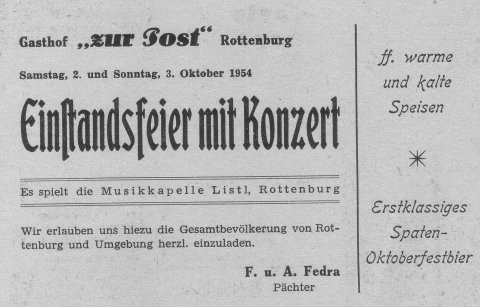 Gasthof „zur Post“ Rottenburg
Samstag, 2. und Sonntag, 3. Oktober 1954
Einstandsfeier mit Konzert
Es spielt die Musikkapelle Listl, Rottenburg
Wir erlauben uns hiezu die Gesamtbevölkerung von Rot-
tenburg und Umgebung herzl. einzuladen.
F. u. A. Fedra
Pächter
ff. warme
und kalte
Speisen
Erstklassiges
Spaten-
Oktoberfestbier